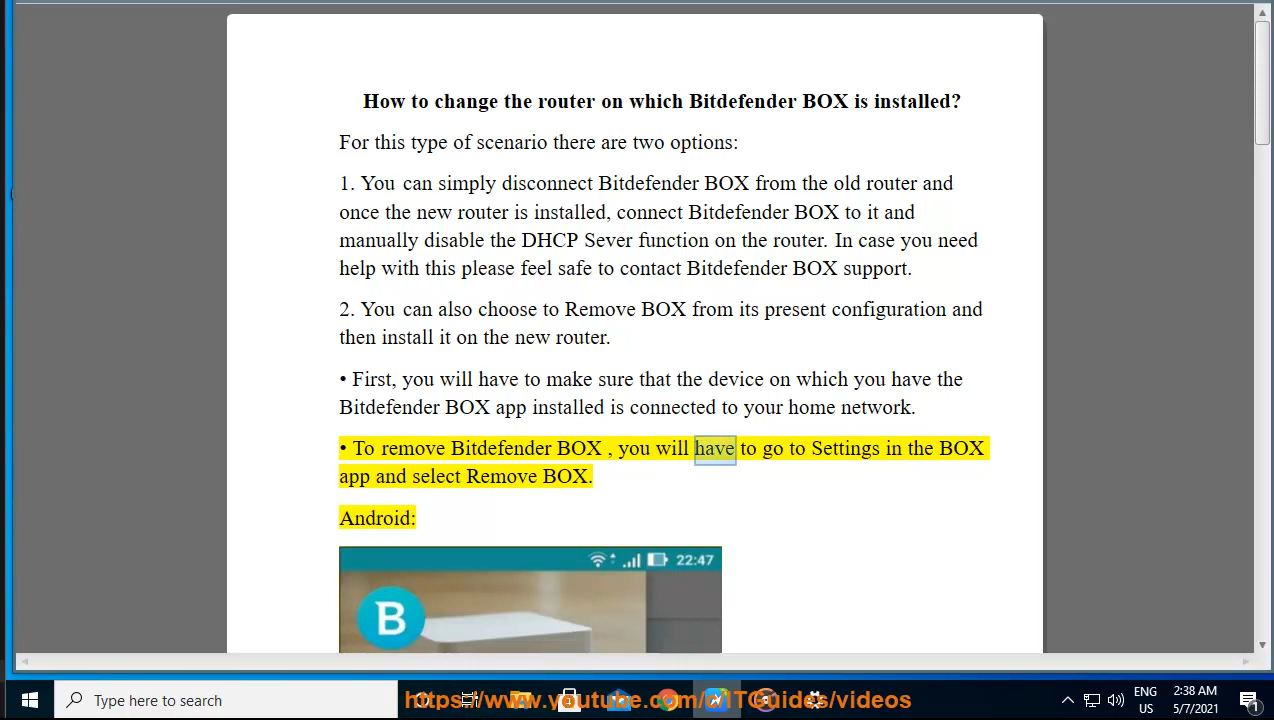 How to change the router on which Bitdefender BOX is installed?
For this type of scenario there are two options:
1. You can simply disconnect Bitdefender BOX from the old router and
once the new router is installed, connect Bitdefender BOX to it and
manually disable the DHCP Sever function on the router. In case you need
help with this please feel safe to contact Bitdefender BOX support.
2. You can also choose to Remove BOX from its present configuration and
then install it on the new router.
• First, you will have to make sure that the device on which you have the
Bitdefender BOX app installed is connected to your home network.
• To remove Bitdefender BOX , you will have to go to Settings in the BOX
app and select Remove BOX.
Android:
22:47
B
Type here to search
https://www.youtube.com/c/ITGuides/videos
ENG
US
2:38 AM
5/7/2021
1